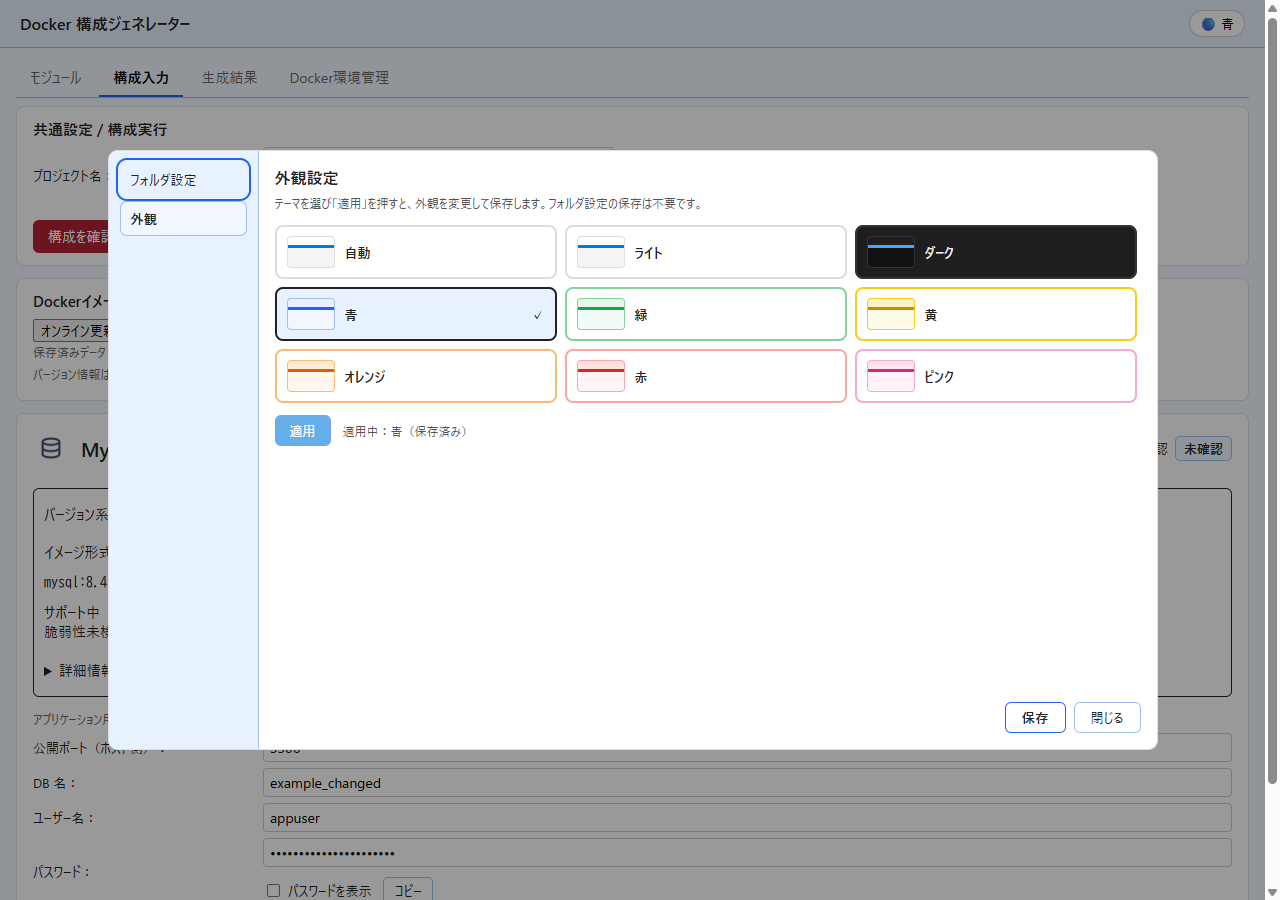 Docker 構成ジェネレーター
青
モジュール
構成入力
生成結果
Docker環境管理
共通設定 / 構成実行
プロジェクト名：
構成を確認
Dockerイメー
オンライン更新
保存済みデータ
バージョン情報は
My
認
未確認
バージョン系
イメージ形式
mysql:8.4
サポート中
脆弱性未検
▶ 詳細情報
アプリケーション月
公開ポート（ホスト側）：
DB 名：
example_changed
ユーザー名：
appuser
パスワード：
••••••••••••••••••••••
パスワードを表示
コピー
フォルダ設定
外観
外観設定
テーマを選び「適用」を押すと、外観を変更して保存します。フォルダ設定の保存は不要です。
自動
ライト
ダーク
青 ✓
緑
黄
オレンジ
赤
ピンク
適用
適用中：青（保存済み）
保存
閉じる